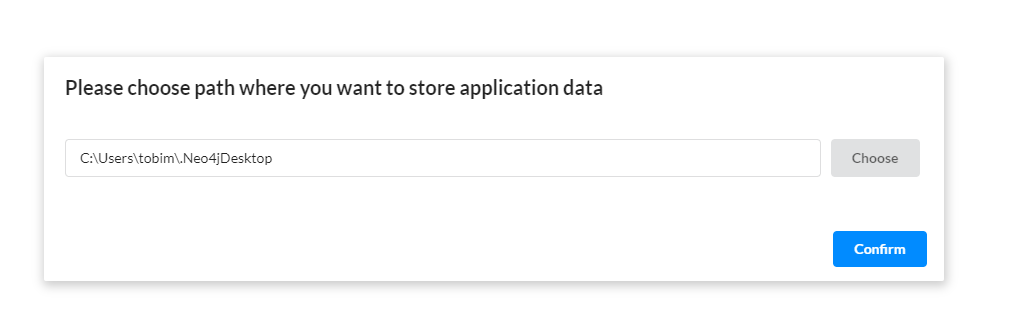 Please choose path where you want to store application data
C:\Users\tobim\.Neo4jDesktop
Choose
Confirm